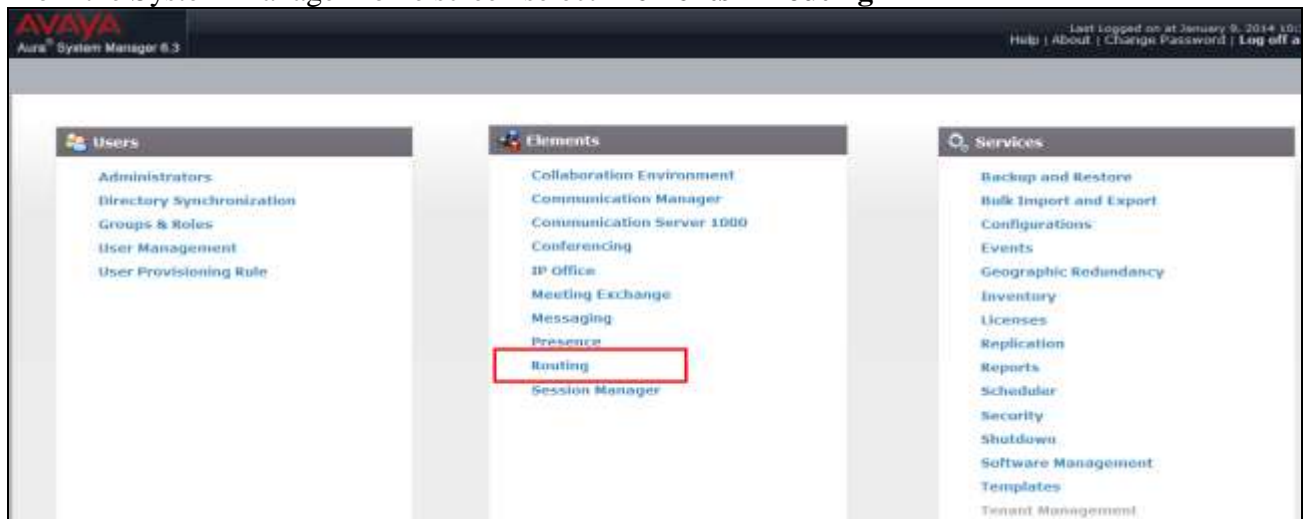 AVAYA
Aura® System Manager 6.3
Last Logged on at January 9, 2014 10:
Help | About | Change Password | Log off a
Users
Administrators
Directory Synchronization
Groups & Roles
User Management
User Provisioning Rule
Elements
Collaboration Environment
Communication Manager
Communication Server 1000
Conferencing
IP Office
Meeting Exchange
Messaging
Presence
Routing
Session Manager
Services
Backup and Restore
Bulk Import and Export
Configurations
Events
Geographic Redundancy
Inventory
Licenses
Replication
Reports
Scheduler
Security
Shutdown
Software Management
Templates
Tenant Management